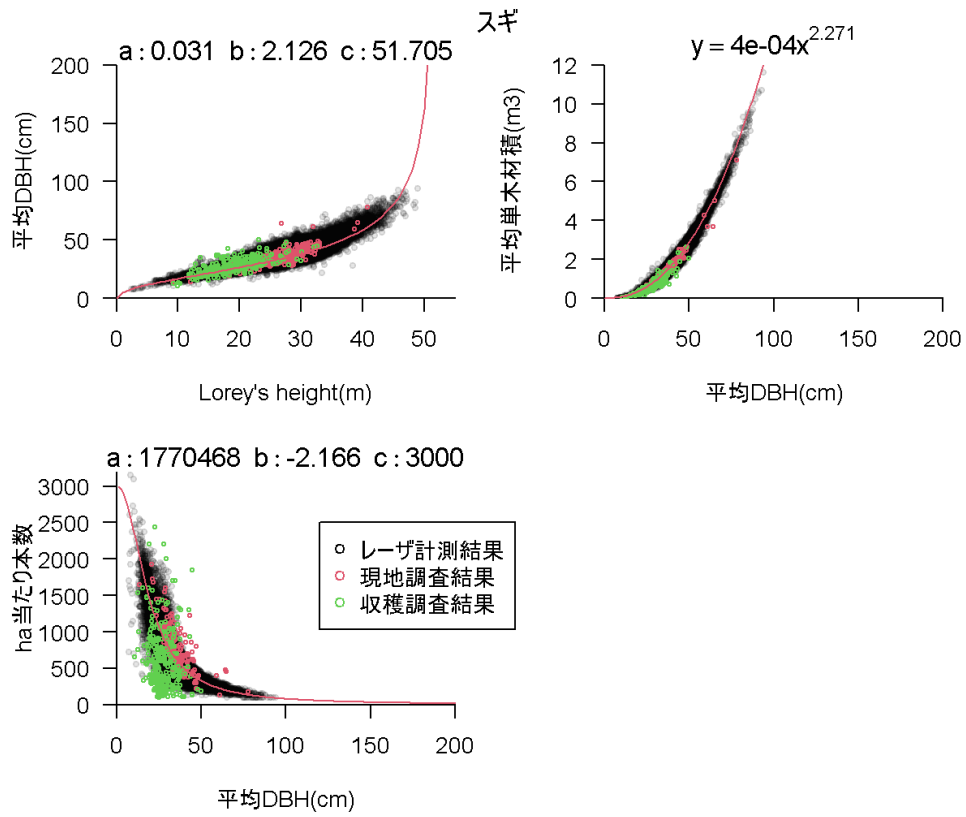 スギ
a : 0.031 b : 2.126 c : 51.705
平均DBH(cm)
200
150
100
50
0
0 10 20 30 40 50
Lorey's height(m)
y = 4e-04x^2.271
平均単木材積(m3)
12
10
8
6
4
2
0
0 50 100 150 200
平均DBH(cm)
a : 1770468 b : -2.166 c : 3000
ha当たり本数
3000
2500
2000
1500
1000
500
0
0 50 100 150 200
平均DBH(cm)
レーザ計測結果
現地調査結果
収穫調査結果